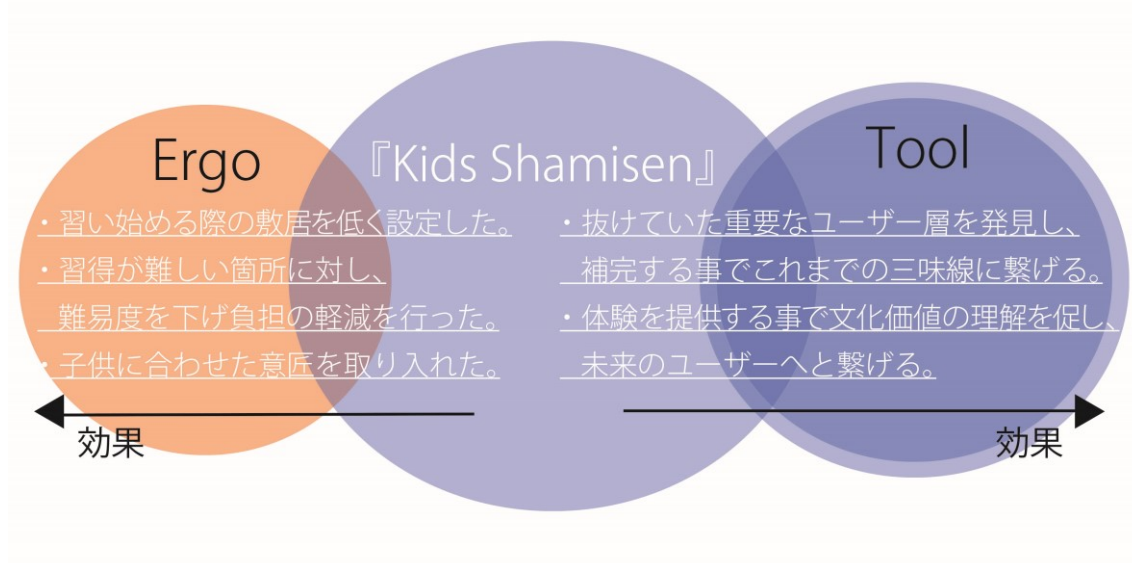 Ergo
『Kids Shamisen』
Tool
・習い始める際の敷居を低く設定した。
・習得が難しい箇所に対し、
難易度を下げ負担の軽減を行った。
・子供に合わせた意匠を取り入れた。
・抜けていた重要なユーザー層を発見し、
補完する事でこれまでの三味線に繋げる。
・体験を提供する事で文化価値の理解を促し、
未来のユーザーへと繋げる。
効果
効果